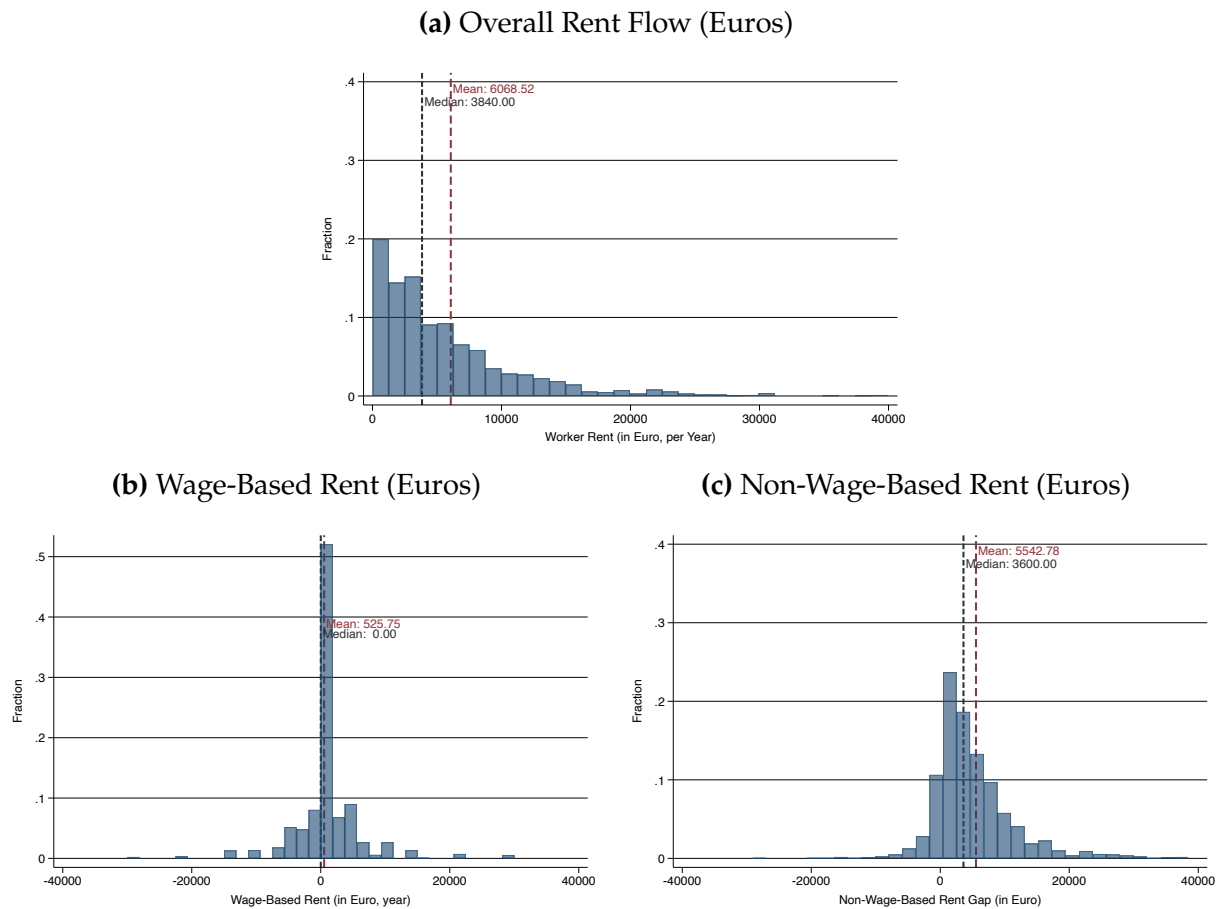 (a) Overall Rent Flow (Euros)
Mean: 6068.52
Median: 3840.00
.4
.3
.2
.1
0
Fraction
0 10000 20000 30000 40000
Worker Rent (in Euro, per Year)
(b) Wage-Based Rent (Euros)
Mean: 525.75
Median: 0.00
.5
.4
.3
.2
.1
0
Fraction
-40000 -20000 0 20000 40000
Wage-Based Rent (in Euro, year)
(c) Non-Wage-Based Rent (Euros)
Mean: 5542.78
Median: 3600.00
.4
.3
.2
.1
0
Fraction
-40000 -20000 0 20000 40000
Non-Wage-Based Rent Gap (in Euro)